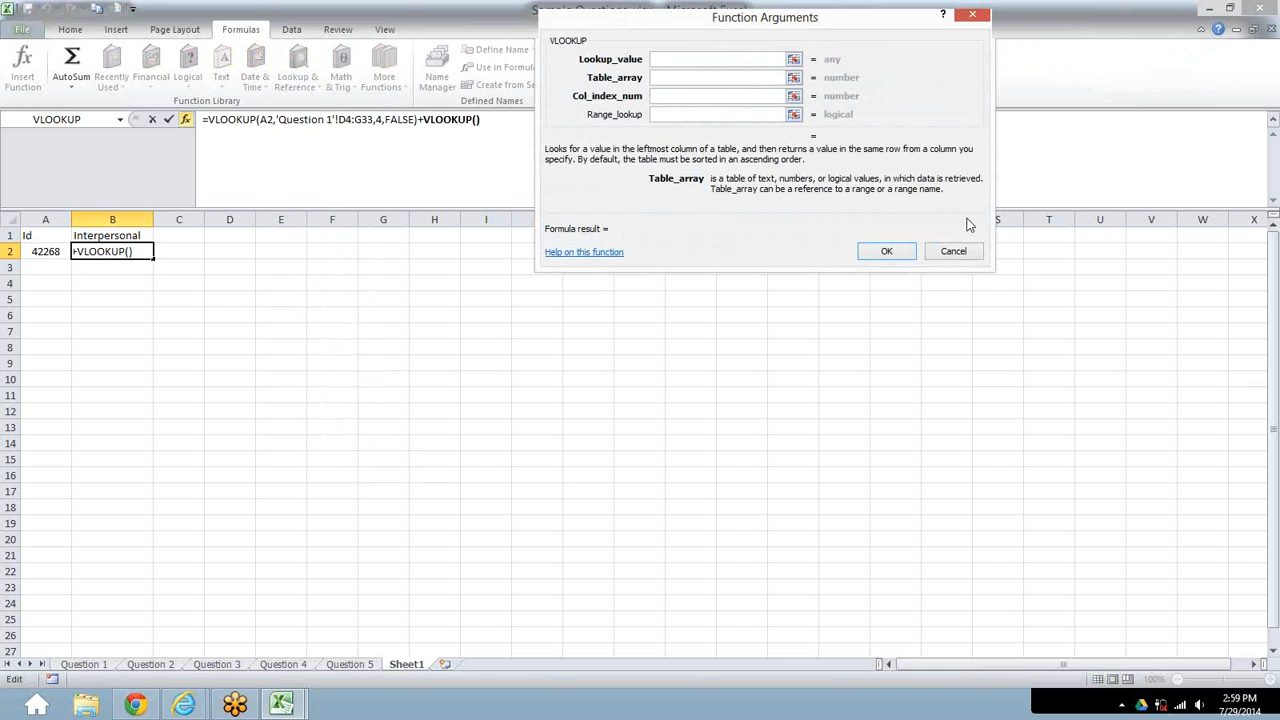 Function Arguments
File Home Insert Page Layout Formulas Data Review View
Insert Function
AutoSum
Financial
Logical
Text
Date & Time
Lookup & Reference
Math & Trig
More Functions
Function Library
Name Manager
Define Name
Use in Formula
Defined Names
VLOOKUP
=VLOOKUP(A2,'Question 1'!D4:G33,4,FALSE)+VLOOKUP()
VLOOKUP
Lookup_value = any
Table_array = number
Col_index_num = number
Range_lookup = logical
=
Looks for a value in the leftmost column of a table, and then returns a value in the same row from a column you
specify. By default, the table must be sorted in an ascending order.
Table_array is a table of text, numbers, or logical values, in which data is retrieved.
Table_array can be a reference to a range or a range name.
Formula result =
Help on this function
OK Cancel
A B C D E F G H I S T U V W X
1 Id Interpersonal
2 42268 +VLOOKUP()
3
4
5
6
7
8
9
10
11
12
13
14
15
16
17
18
19
20
21
22
23
24
25
26
27
Question 1 Question 2 Question 3 Question 4 Question 5 Sheet1
Edit 100%
2:59 PM
7/29/2014